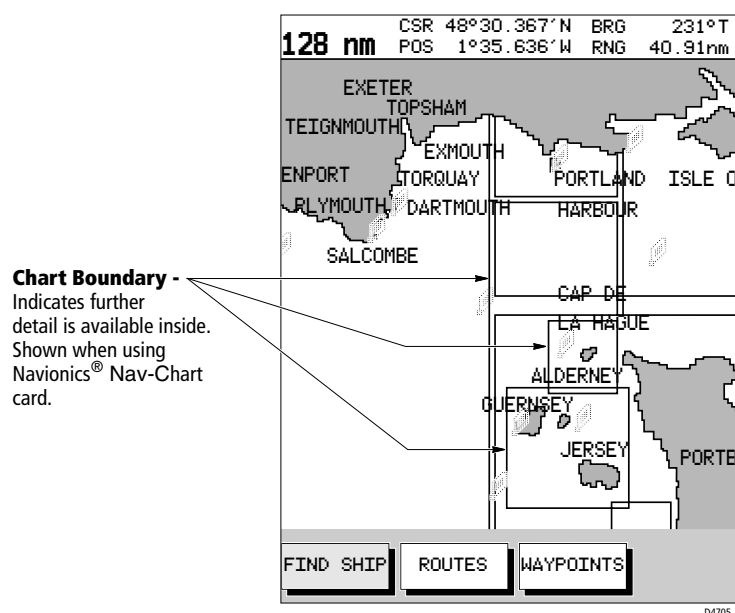 128 nm
CSR 48°30.367'N BRG 231°T
POS 1°35.636'W RNG 40.91nm
EXETER
TOPSHAM
TEIGNMOUTH
EXMOUTH
ENPORT
TORQUAY
PORTLAND
ISLE O
PLYMOUTH
DARTMOUTH
HARBOUR
SALCOMBE
Chart Boundary -
Indicates further
detail is available inside.
Shown when using
Navionics® Nav-Chart
card.
CAP DE
LA HAGUE
ALDERNEY
GUERNSEY
JERSEY
PORTB
FIND SHIP
ROUTES
WAYPOINTS
D4705